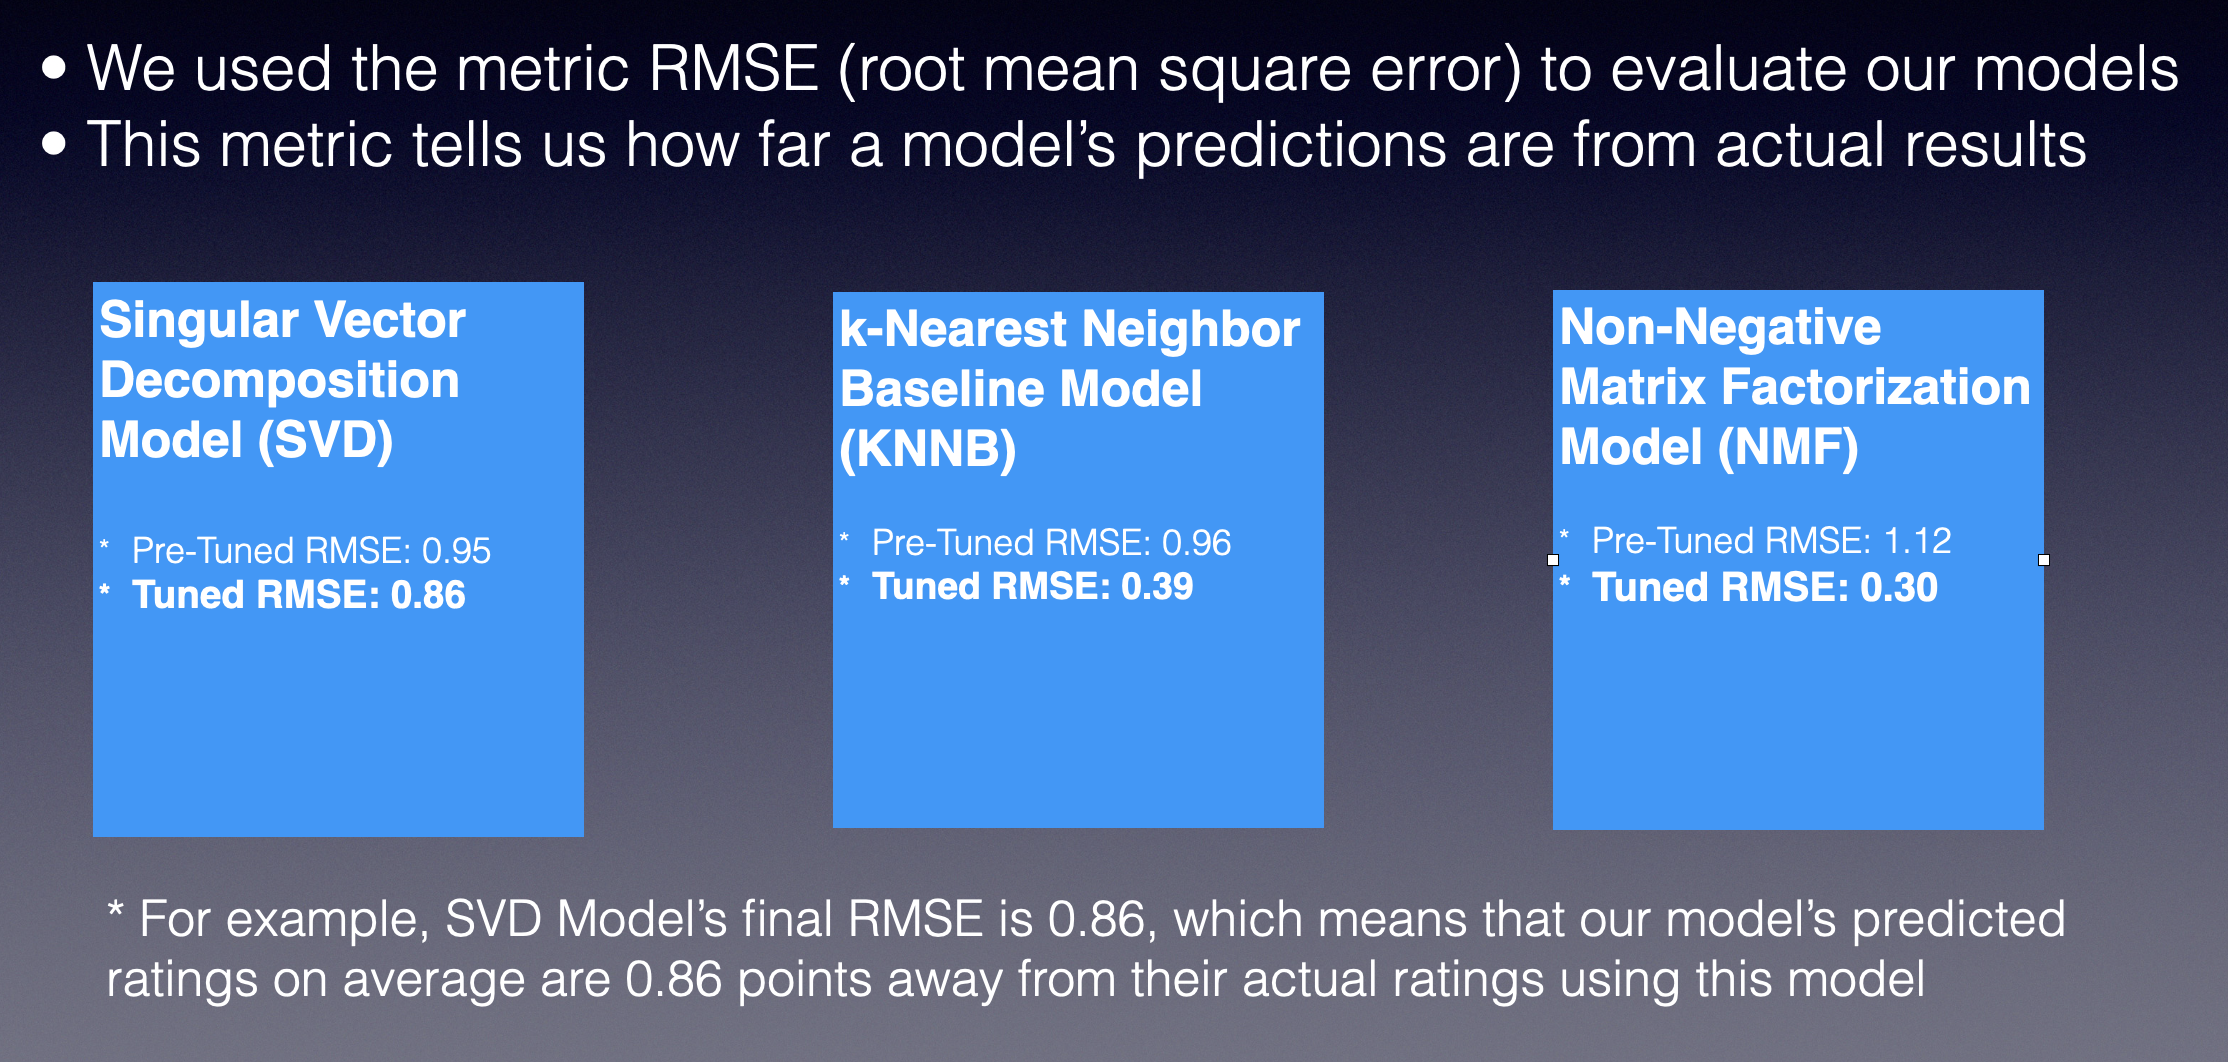 • We used the metric RMSE (root mean square error) to evaluate our models
• This metric tells us how far a model’s predictions are from actual results
Singular Vector
Decomposition
Model (SVD)
* Pre-Tuned RMSE: 0.95
* Tuned RMSE: 0.86
k-Nearest Neighbor
Baseline Model
(KNNB)
* Pre-Tuned RMSE: 0.96
* Tuned RMSE: 0.39
Non-Negative
Matrix Factorization
Model (NMF)
* Pre-Tuned RMSE: 1.12
* Tuned RMSE: 0.30
* For example, SVD Model’s final RMSE is 0.86, which means that our model’s predicted
ratings on average are 0.86 points away from their actual ratings using this model